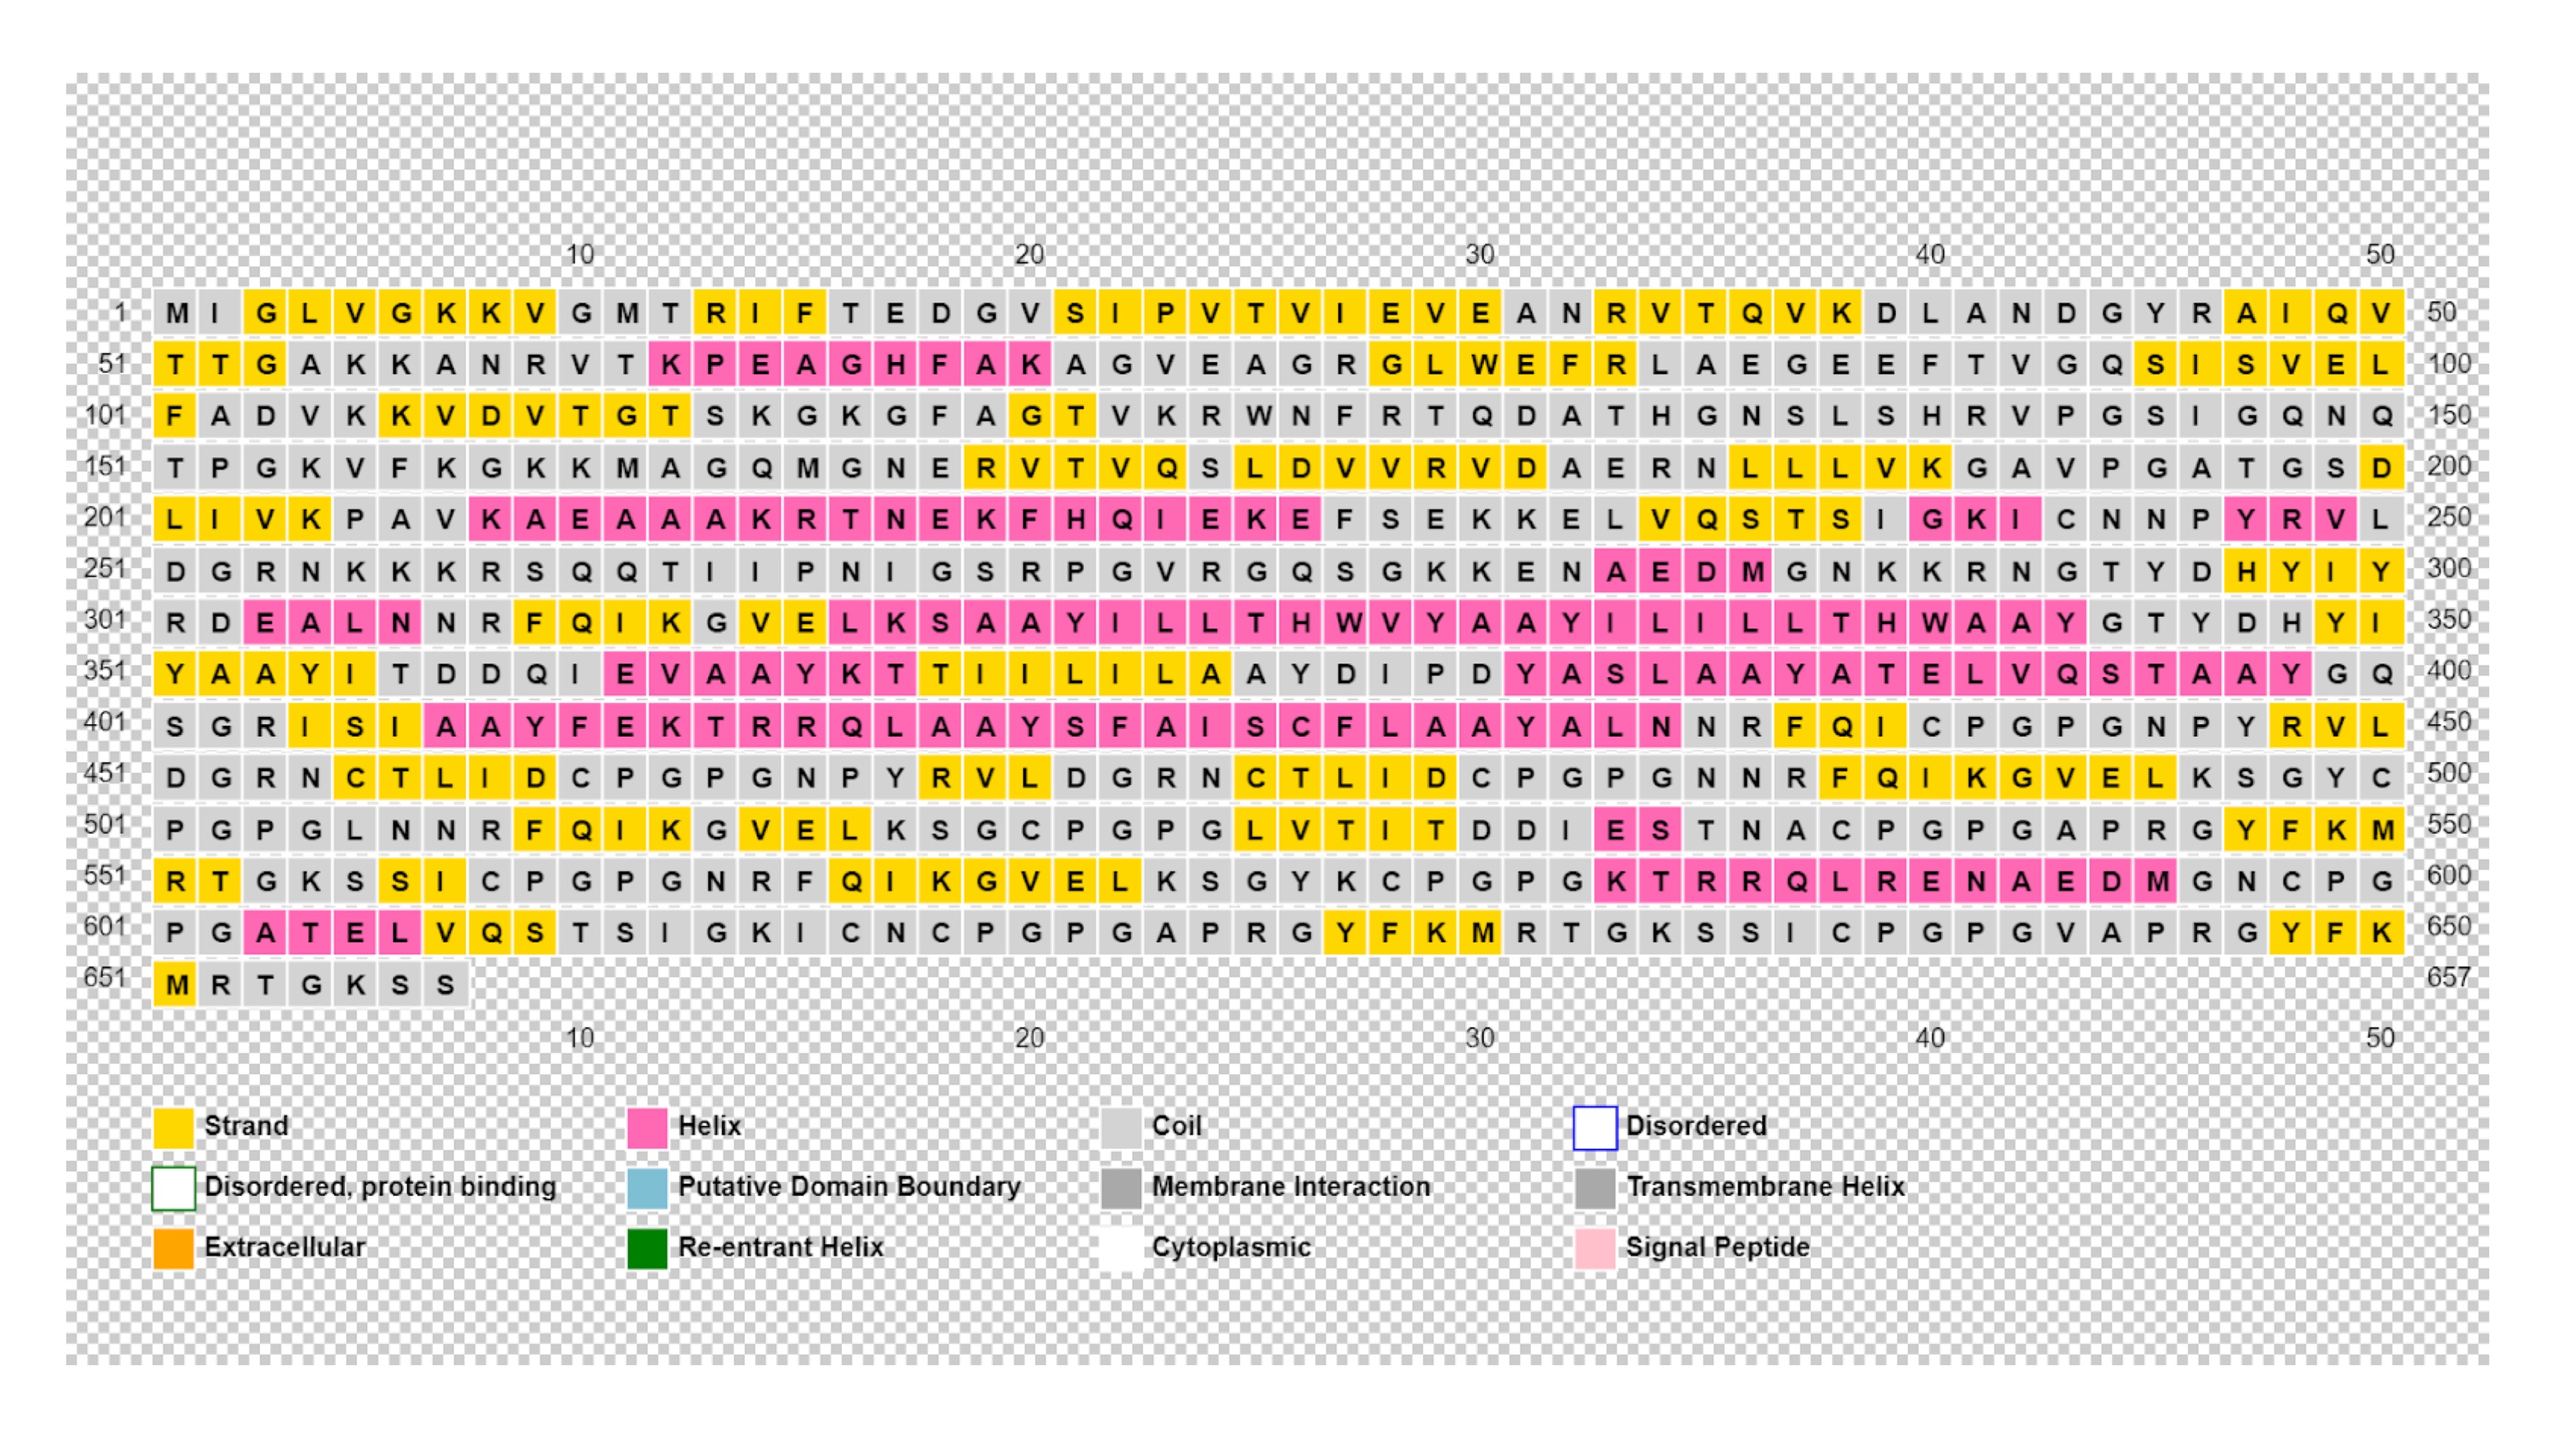 10 20 30 40 50
1 M I G L V G K K V G M T R I F T E D G V S I P V T V I E V E A N R V T Q V K D L A N D G Y R A I Q V 50
51 T T G A K K A N R V T K P E A G H F A K A G V E A G R G L W E F R L A E G E E F T V G Q S I S V E L 100
101 F A D V K K V D V T G T S K G K G F A G T V K R W N F R T Q D A T H G N S L S H R V P G S I G Q N Q 150
151 T P G K V F K G K K M A G Q M G N E R V T V Q S L D V V R V D A E R N L L L V K G A V P G A T G S D 200
201 L I V K P A V K A E A A A K R T N E K F H Q I E K E F S E K K E L V Q S T S I G K I C N N P Y R V L 250
251 D G R N K K K R S Q Q T I I P N I G S R P G V R G Q S G K K E N A E D M G N K K R N G T Y D H Y I Y 300
301 R D E A L N N R F Q I K G V E L K S A A Y I L L T H W V Y A A Y I L I L L T H W A A Y G T Y D H Y I 350
351 Y A A Y I T D D Q I E V A A Y K T T I I L I L A A Y D I P D Y A S L A A Y A T E L V Q S T A A Y G Q 400
401 S G R I S I A A Y F E K T R R Q L A A Y S F A I S C F L A A Y A L N N R F Q I C P G P G N P Y R V L 450
451 D G R N C T L I D C P G P G N P Y R V L D G R N C T L I D C P G P G N N R F Q I K G V E L K S G Y C 500
501 P G P G L N N R F Q I K G V E L K S G C P G P G L V T I T D D I E S T N A C P G P G A P R G Y F K M 550
551 R T G K S S S I C P G P G N R F Q I K G V E L K S G Y K C P G P G K T R R Q L R E N A E D M G N C P G 600
601 P G A T E L V Q S T S I G K I C N C P G P G A P R G Y F K M R T G K S S I C P G P G V A P R G Y F K 650
651 M R T G K S S 657
10 20 30 40 50
Strand Helix Coil Disordered
Disordered, protein binding Putative Domain Boundary Membrane Interaction Transmembrane Helix
Extracellular Re-entrant Helix Cytoplasmic Signal Peptide